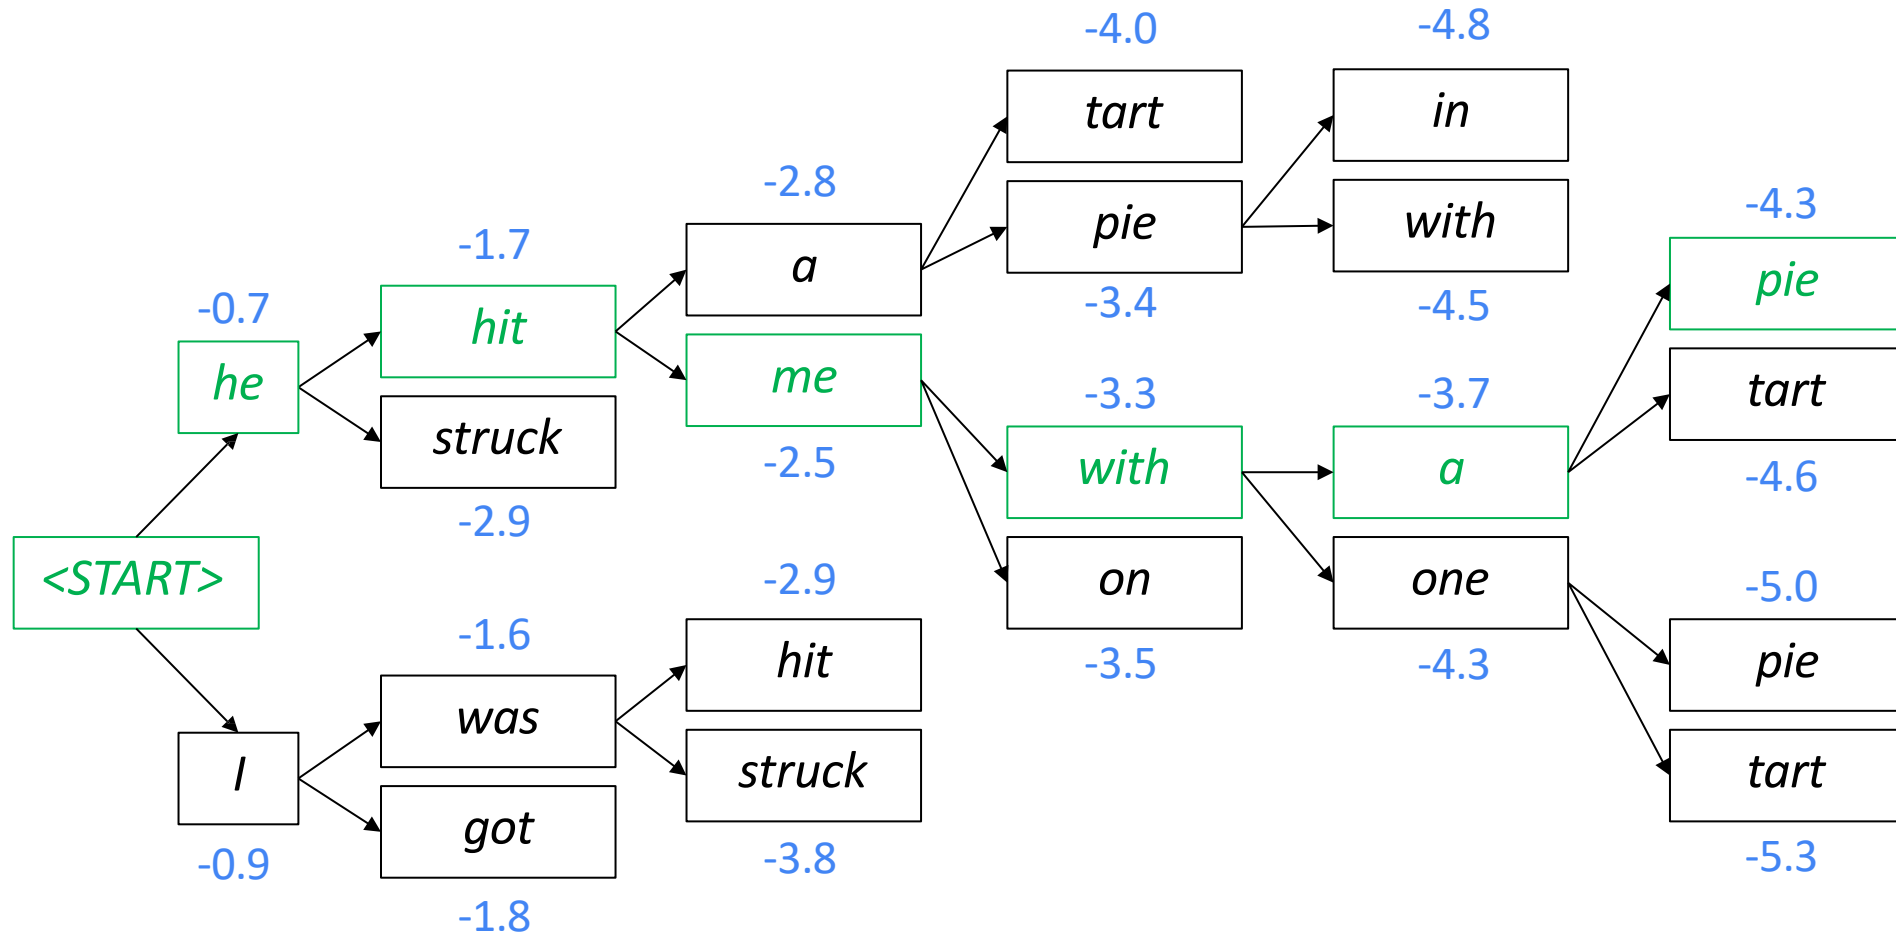 -4.0
-4.8
tart
in
-2.8
pie
with
-4.3
-1.7
a
-3.4
-4.5
pie
-0.7
hit
me
-3.3
-3.7
tart
he
struck
-2.5
with
a
-4.6
-2.9
<START>
-2.9
on
one
-5.0
-1.6
hit
-3.5
-4.3
pie
was
I
struck
tart
got
-0.9
-3.8
-5.3
-1.8